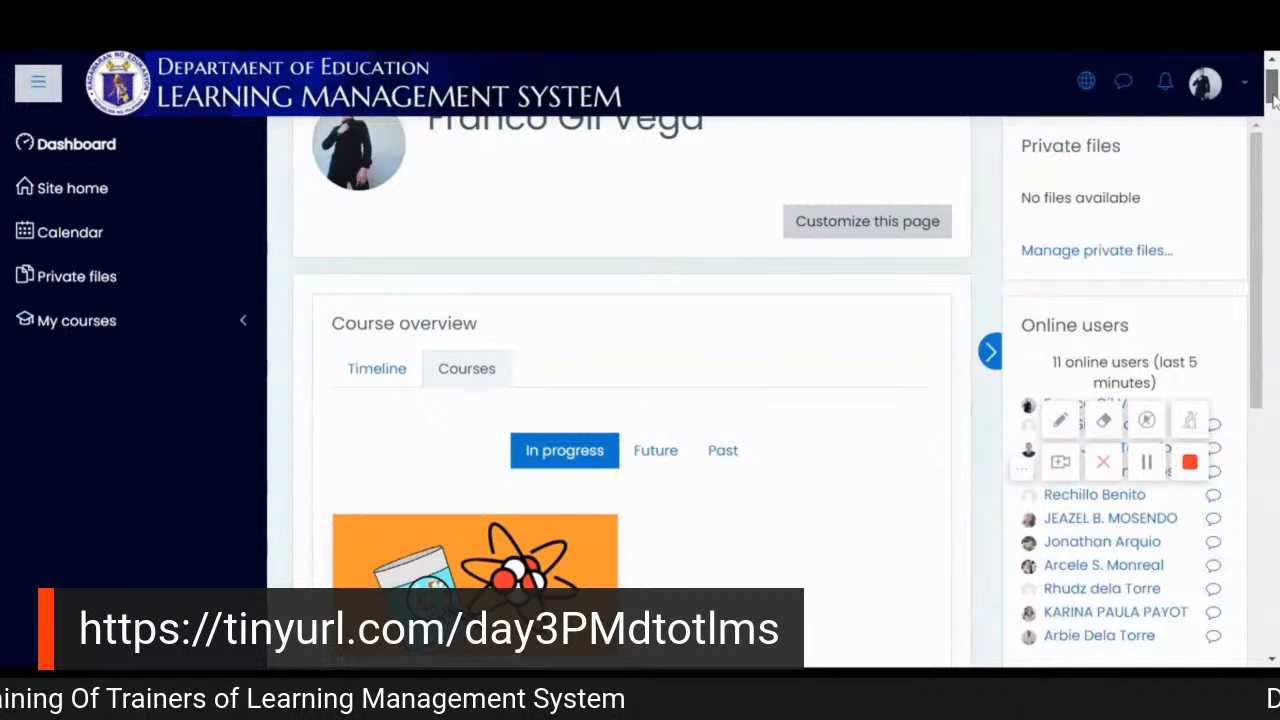 DEPARTMENT OF EDUCATION
LEARNING MANAGEMENT SYSTEM
Dashboard
Site home
Calendar
Private files
My courses
Franco Gil Vega
Customize this page
Course overview
Timeline
Courses
In progress
Future
Past
Private files
No files available
Manage private files...
Online users
11 online users (last 5
minutes)
Rechillo Benito
JEAZEL B. MOSENDO
Jonathan Arquio
Arcele S. Monreal
Rhudz dela Torre
KARINA PAULA PAYOT
Arbie Dela Torre
https://tinyurl.com/day3PMdtotlms
aining Of Trainers of Learning Management System
D